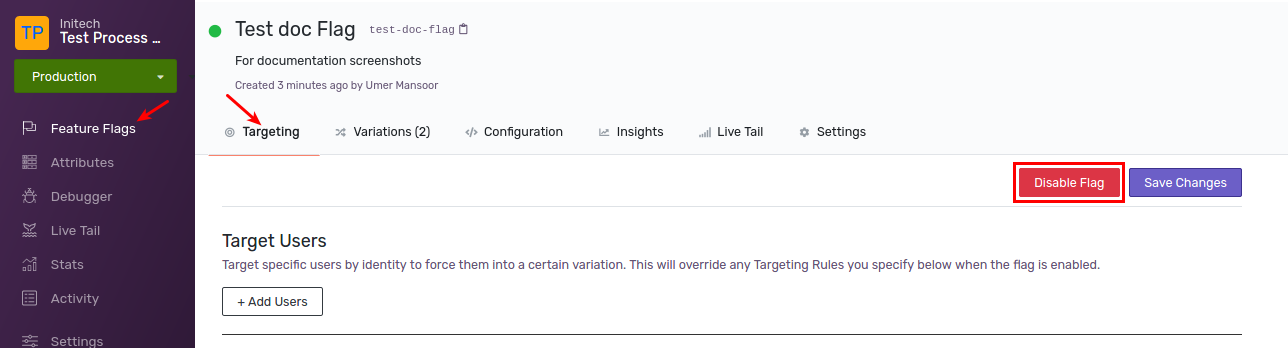 TP
Initech
Test Process ...
Production
Feature Flags
Attributes
Debugger
Live Tail
Stats
Activity
Settings
Test doc Flag test-doc-flag
For documentation screenshots
Created 3 minutes ago by Umer Mansoor
Targeting Variations (2) Configuration Insights Live Tail Settings
Disable Flag Save Changes
Target Users
Target specific users by identity to force them into a certain variation. This will override any Targeting Rules you specify below when the flag is enabled.
+ Add Users